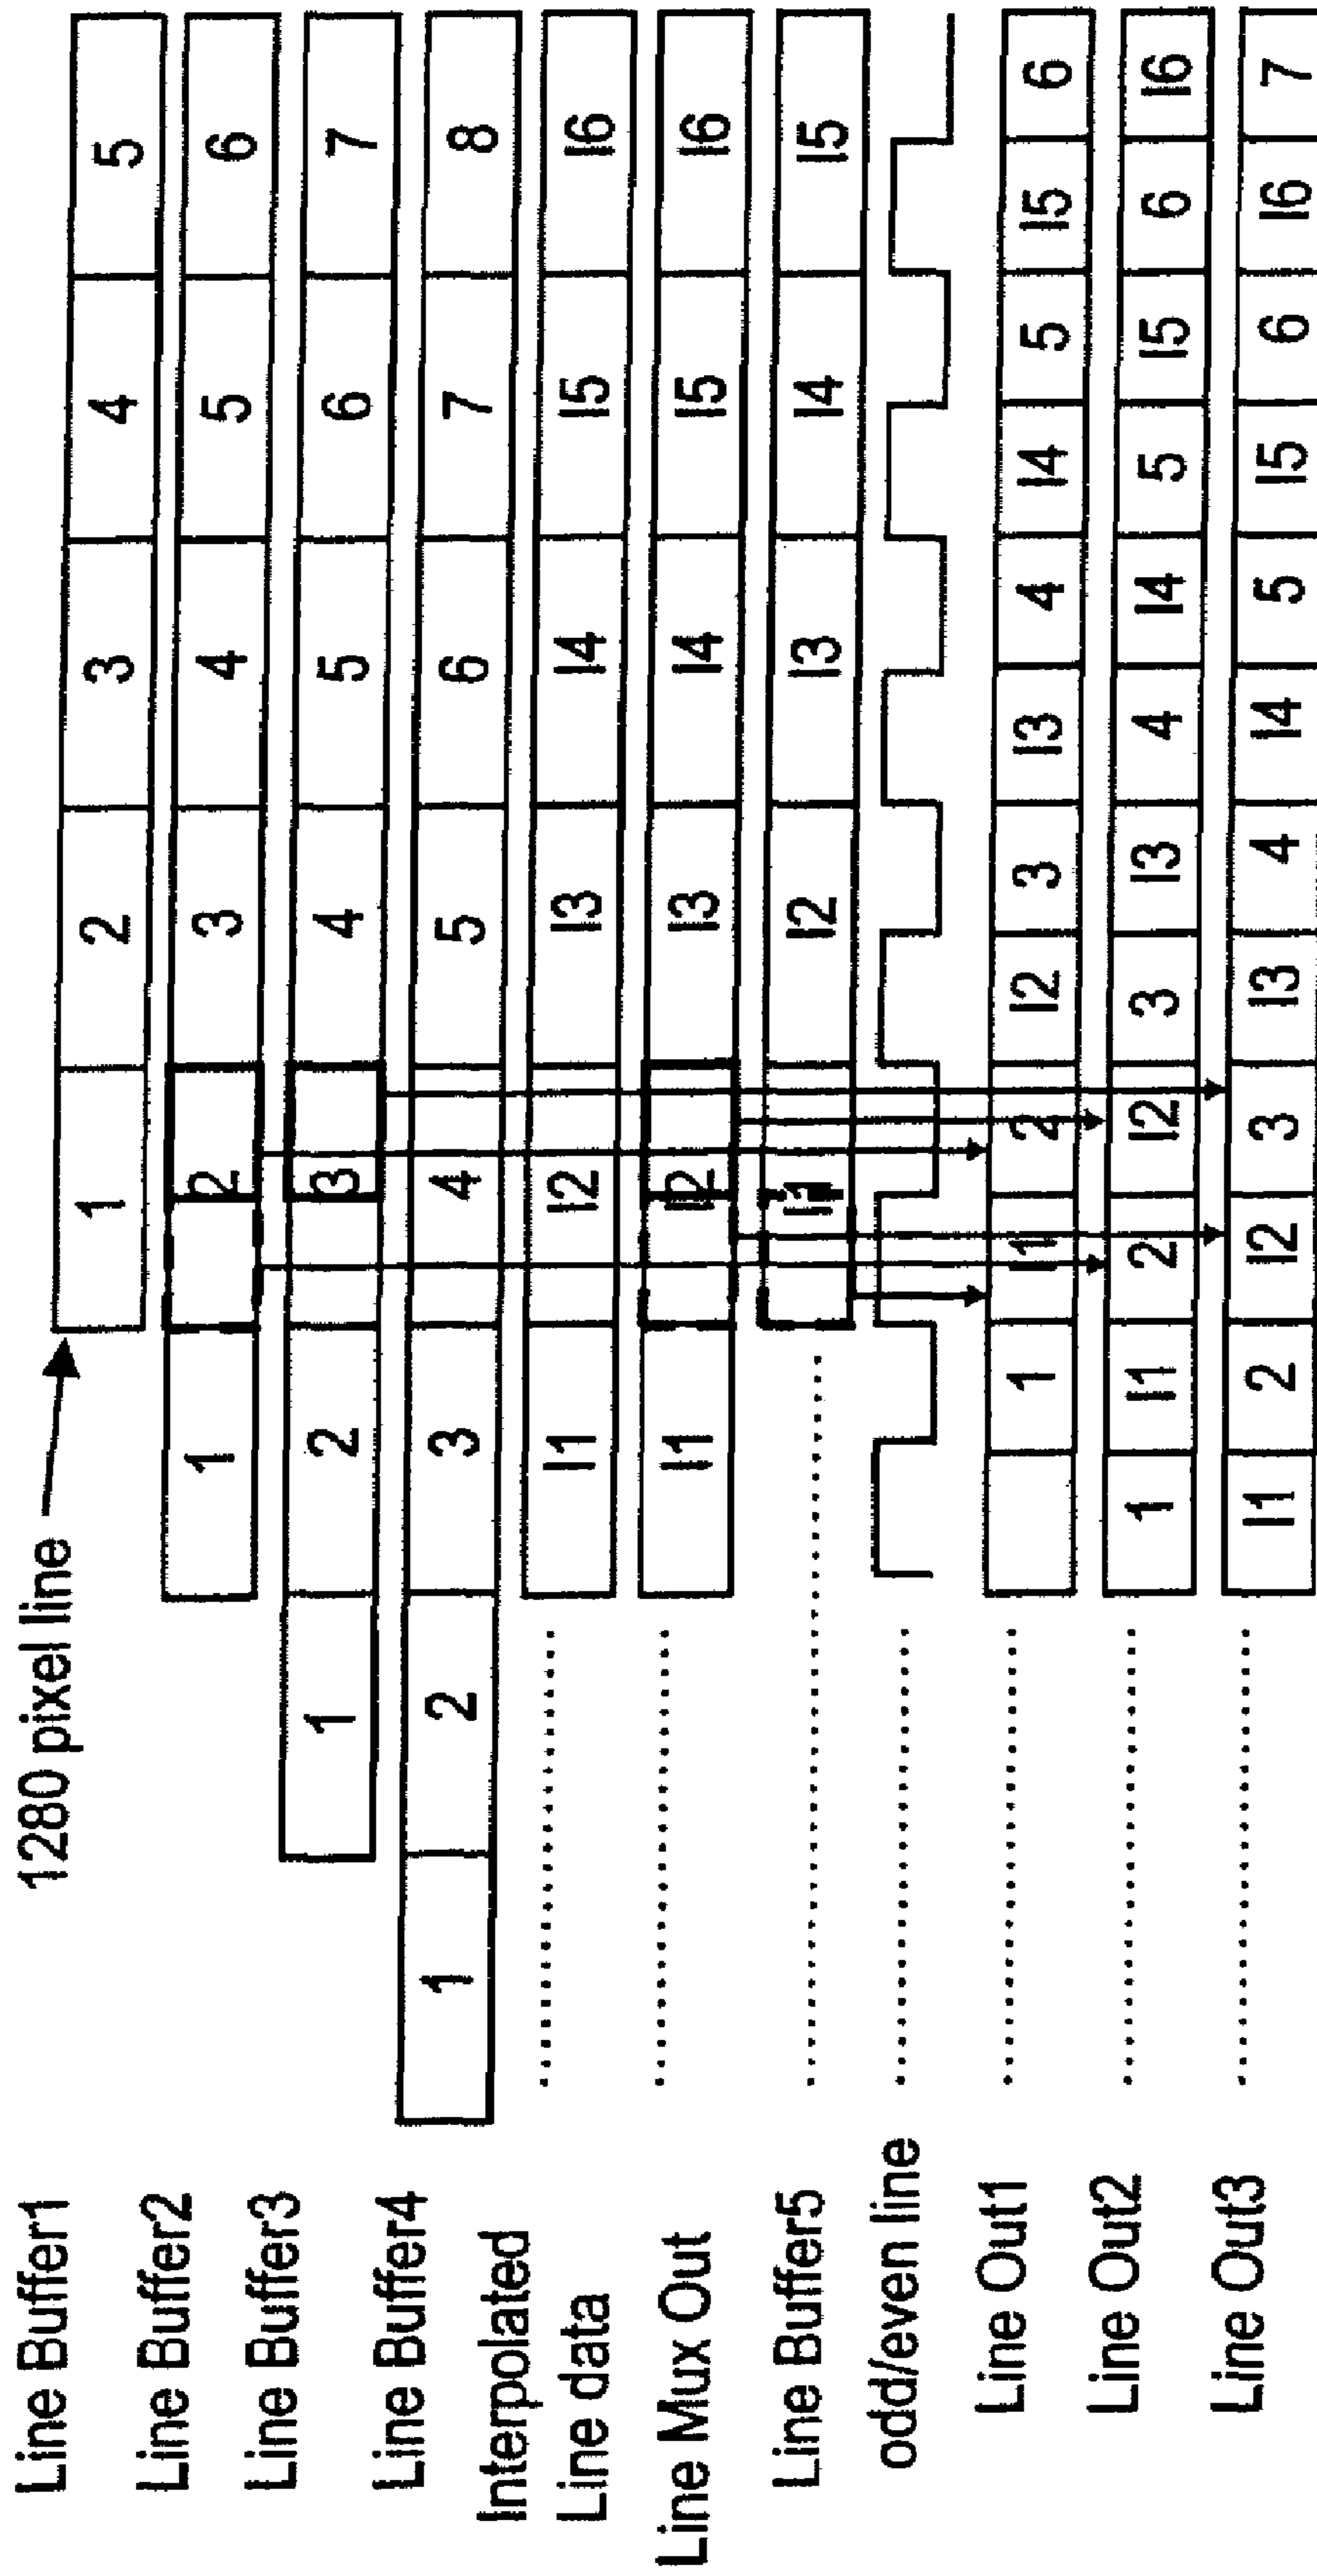 1280 pixel line
Line Buffer1 1 2 3 4 5
Line Buffer2 1 2 3 4 5 6
Line Buffer3 1 2 3 4 5 6 7
Line Buffer4 1 2 3 4 5 6 7 8
Interpolated
Line data I1 I2 I3 I4 I5 I6
Line Mux Out I1 I2 I3 I4 I5 I6
Line Buffer5 I1 I2 I3 I4 I5
odd/even line
Line Out1 1 I1 2 I2 3 I3 4 I4 5 I5 6
Line Out2 1 I1 2 I2 3 I3 4 I4 5 I5 6 I6
Line Out3 I1 2 I2 3 I3 4 I4 5 I5 6 I6 7